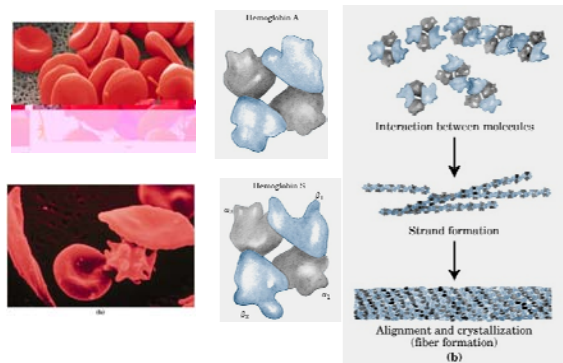 Hemoglobin A
Hemoglobin S
α₁
β₁
β₂
α₂
Interaction between molecules
Strand formation
Alignment and crystallization
(fiber formation)
(b)